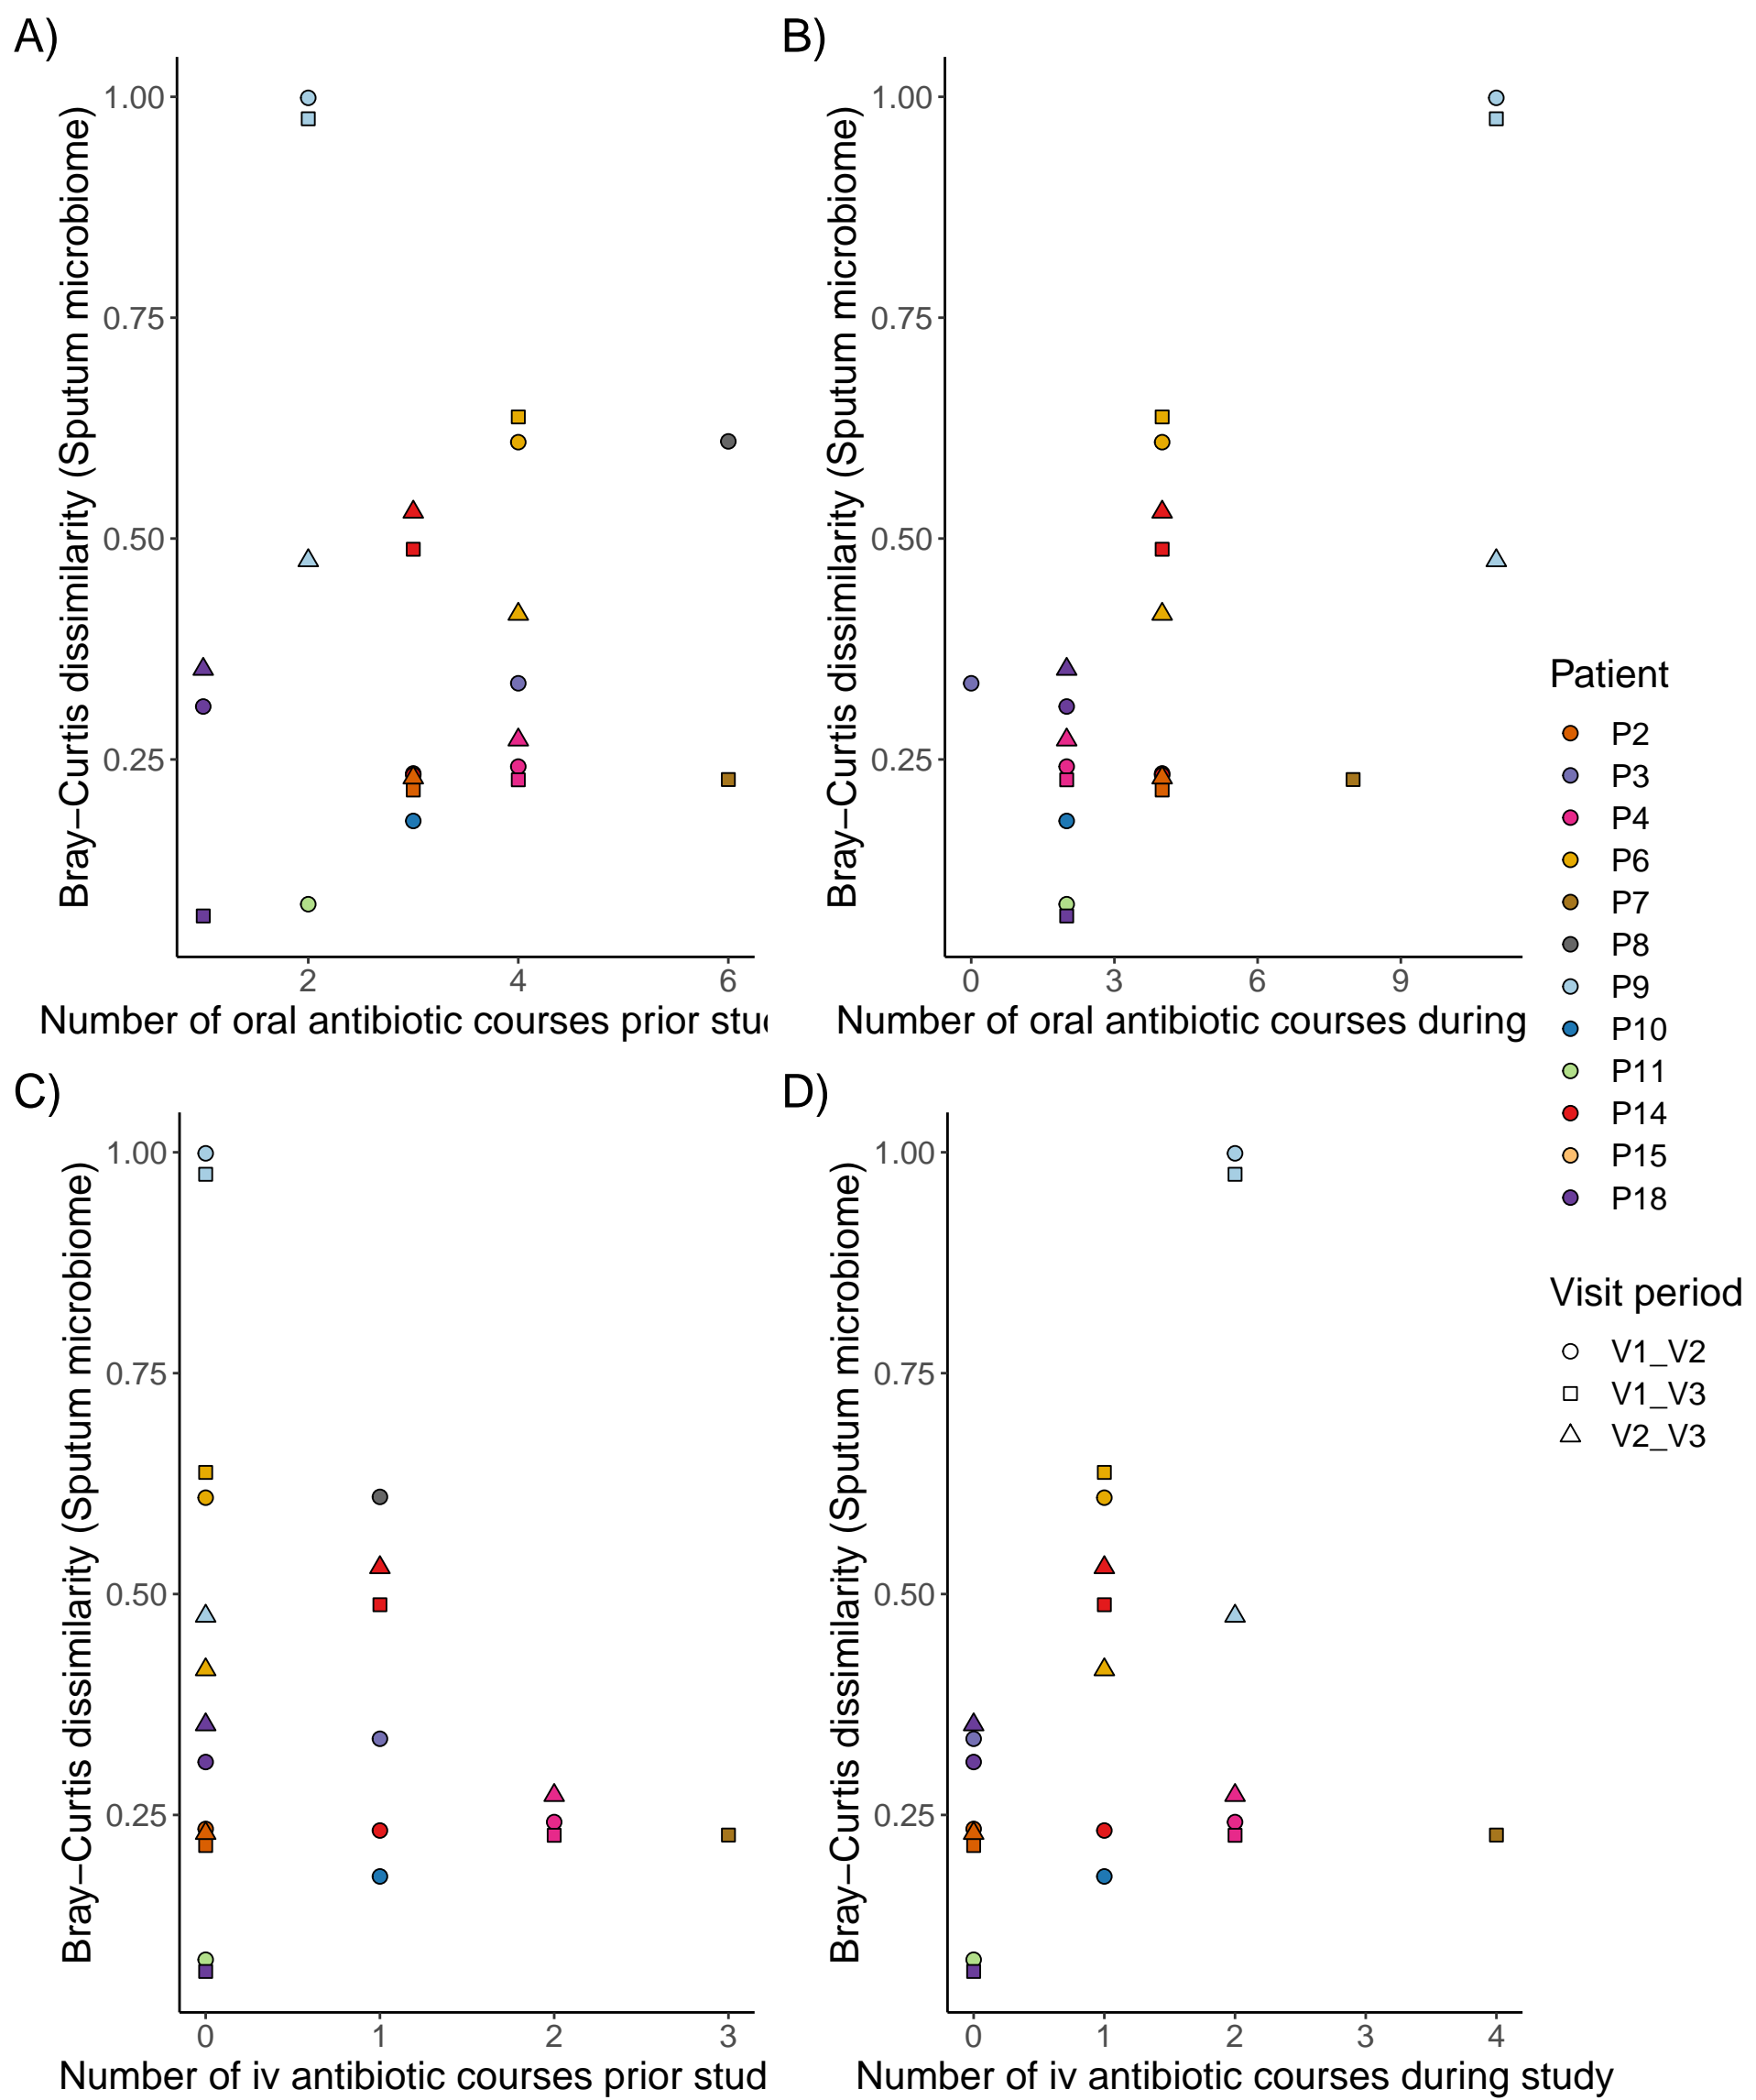 A)
Bray−Curtis dissimilarity (Sputum microbiome)
1.00
0.75
0.50
0.25
2 4 6
Number of oral antibiotic courses prior
B)
Bray−Curtis dissimilarity (Sputum microbiome)
1.00
0.75
0.50
0.25
0 3 6 9
Number of oral antibiotic courses during
C)
Bray−Curtis dissimilarity (Sputum microbiome)
1.00
0.75
0.50
0.25
0 1 2 3
Number of iv antibiotic courses prior stud
D)
Bray−Curtis dissimilarity (Sputum microbiome)
1.00
0.75
0.50
0.25
0 1 2 3 4
Number of iv antibiotic courses during study
Patient
P2
P3
P4
P6
P7
P8
P9
P10
P11
P14
P15
P18
Visit period
V1_V2
V1_V3
V2_V3